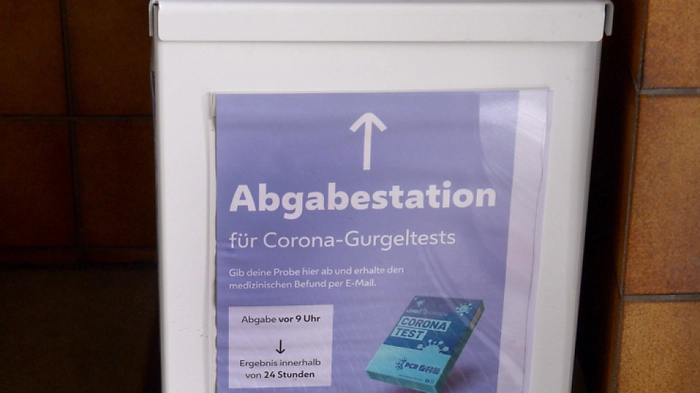 Abgabestation
für Corona-Gurgeltests
Gib deine Probe hier ab und erhalte den
medizinischen Befund per E-Mail.
Abgabe vor 9 Uhr
Ergebnis innerhalb
von 24 Stunden
CORONA
TEST
PCR